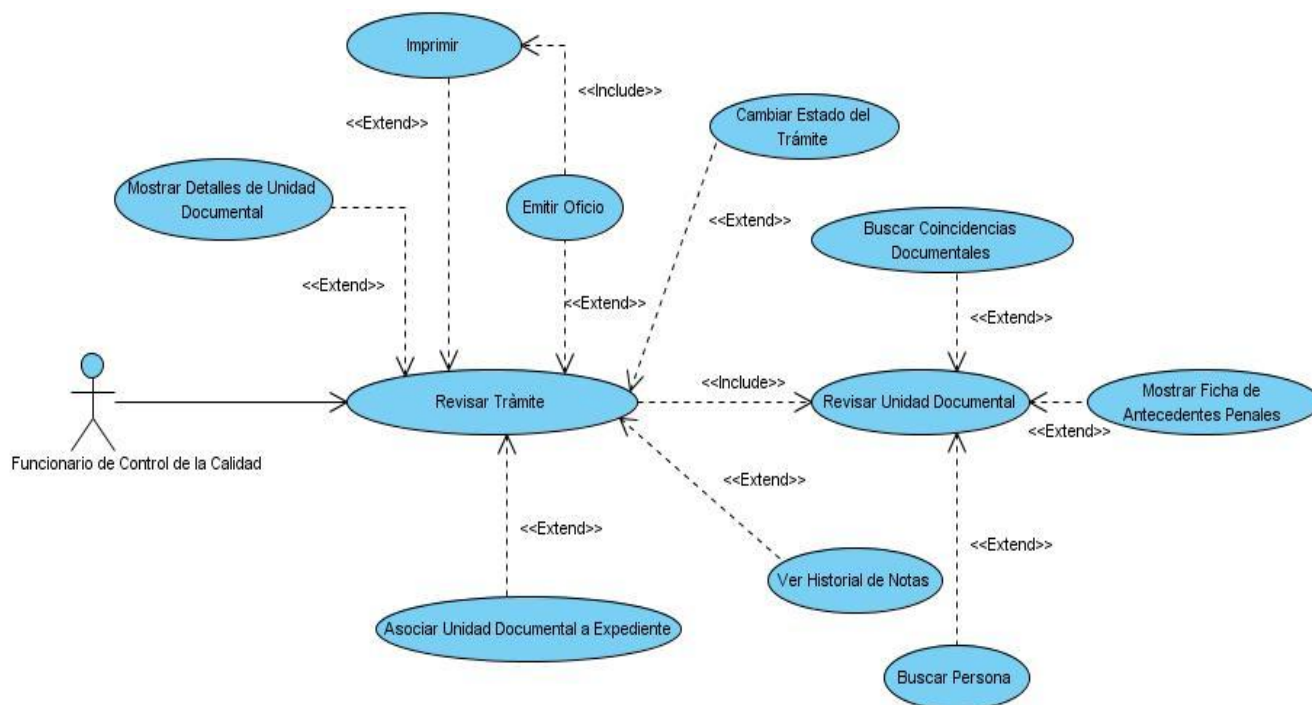 Imprimir
<<Include>>
<<Extend>>
Cambiar Estado del
Trámite
Mostrar Detalles de Unidad
Documental
Emitir Oficio
<<Extend>>
Buscar Coincidencias
Documentales
<<Extend>>
<<Extend>>
<<Extend>>
<<Include>>
Revisar Tràmite
Revisar Unidad Documental
Mostrar Ficha de
Antecedentes Penales
<<Extend>>
Funcionario de Control de la Calidad
<<Extend>>
<<Extend>>
<<Extend>>
Ver Historial de Notas
Asociar Unidad Documental a Expediente
Buscar Persona